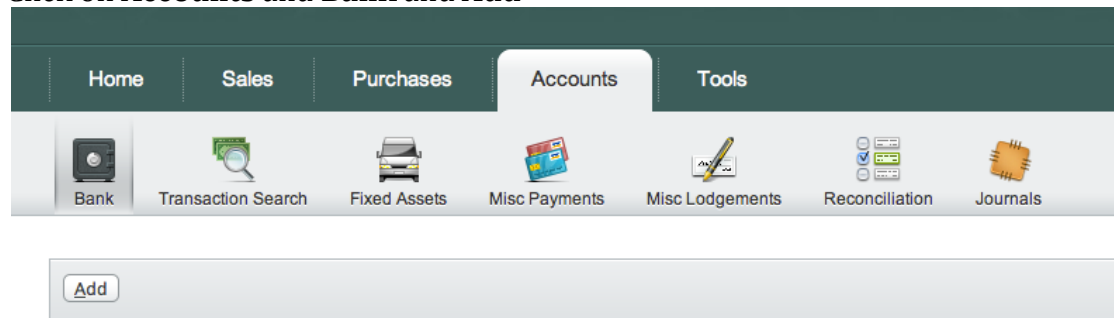 Home Sales Purchases Accounts Tools
Bank Transaction Search Fixed Assets Misc Payments Misc Lodgements Reconciliation Journals
Add